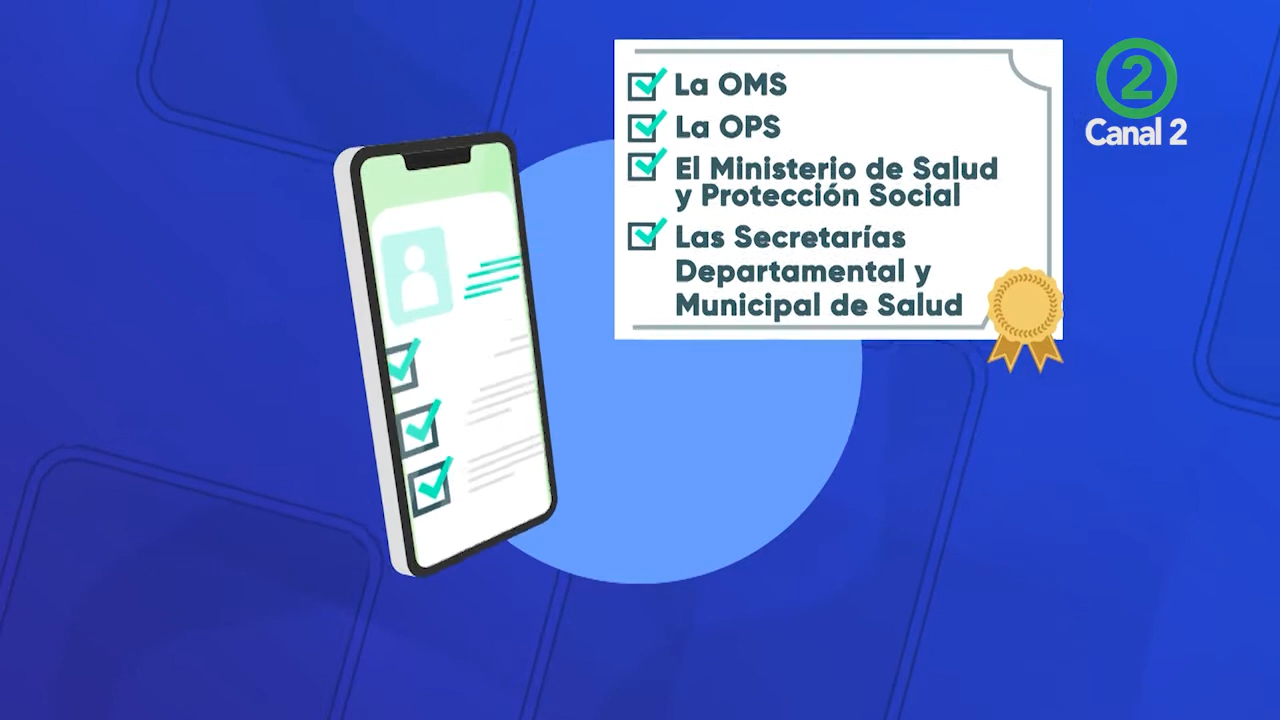 La OMS
La OPS
El Ministerio de Salud
y Protección Social
Las Secretarías
Departamental y
Municipal de Salud
2
Canal 2